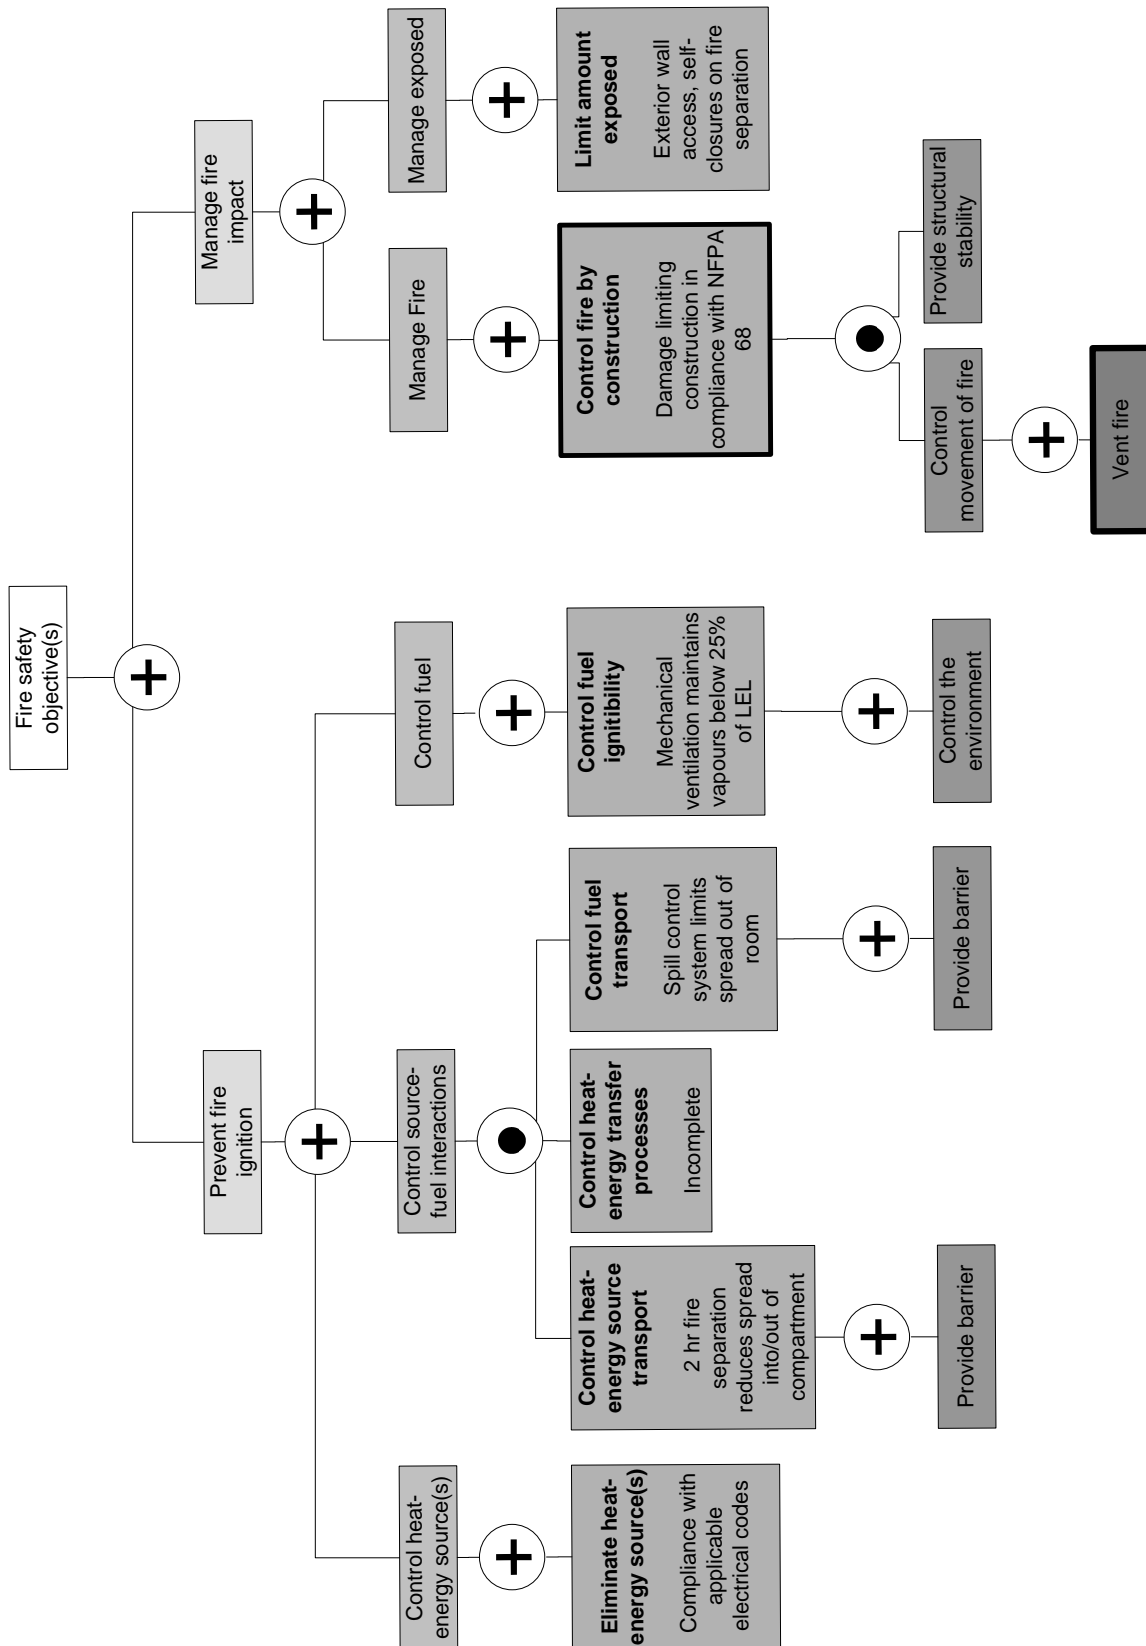 Fire safety
objective(s)
Prevent fire
ignition
Manage fire
impact
Control heat-
energy source(s)
Control source-
fuel interactions
Control fuel
Manage Fire
Manage exposed
Eliminate heat-
energy source(s)
Compliance with
applicable
electrical codes
Control heat-
energy source
transport
2 hr fire
separation
reduces spread
into/out of
compartment
Control heat-
energy transfer
processes
Incomplete
Control fuel
transport
Spill control
system limits
spread out of
room
Control fuel
ignitibility
Mechanical
ventilation maintains
vapours below 25%
of LEL
Control fire by
construction
Damage limiting
construction in
compliance with NFPA
68
Limit amount
exposed
Exterior wall
access, self-
closures on fire
separation
Provide barrier
Provide barrier
Control the
environment
Control
movement of fire
Provide structural
stability
Vent fire